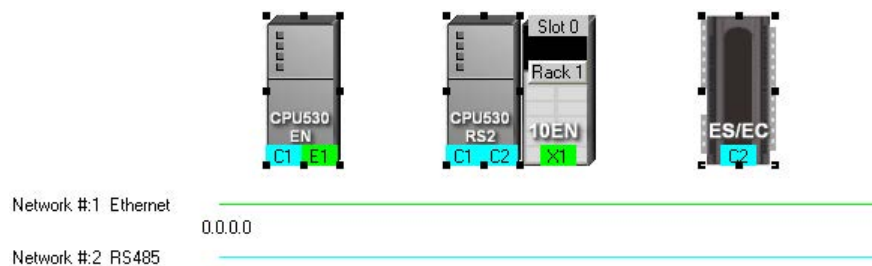 Slot 0
Rack 1
CPU530
EN
C1 E1
CPU530
RS2
C1 C2
10EN
X1
ES/EC
C2
Network #:1 Ethernet
0.0.0.0
Network #:2 RS485